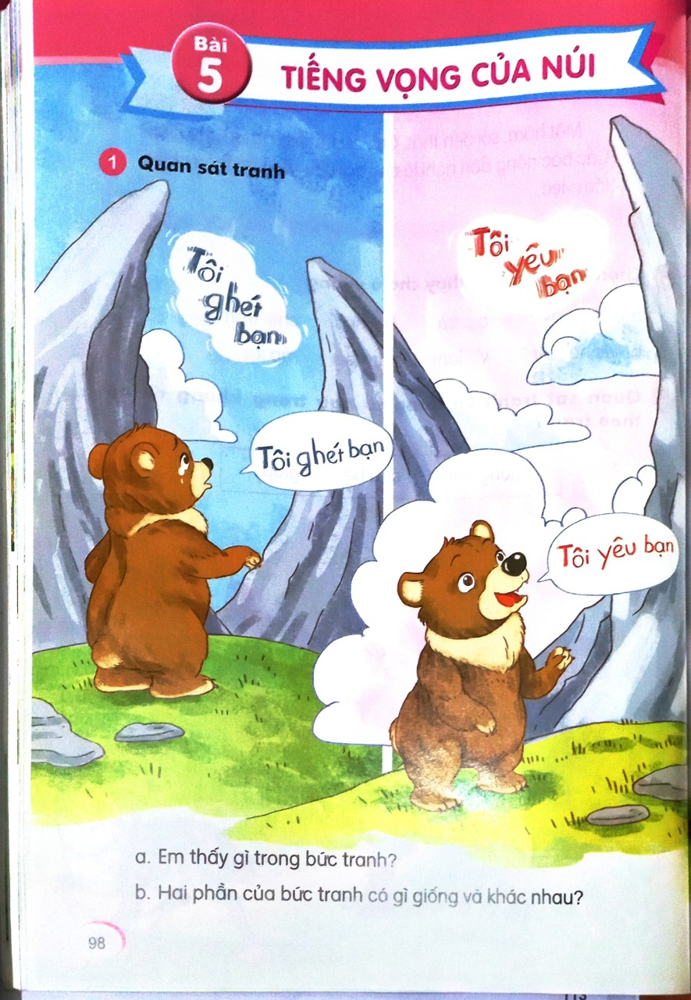 Bài
5
TIẾNG VỌNG CỦA NÚI
1 Quan sát tranh
Tôi
ghét
bạn
Tôi ghét bạn
Tôi
yêu
bạn
Tôi yêu bạn
a. Em thấy gì trong bức tranh?
b. Hai phần của bức tranh có gì giống và khác nhau?
98